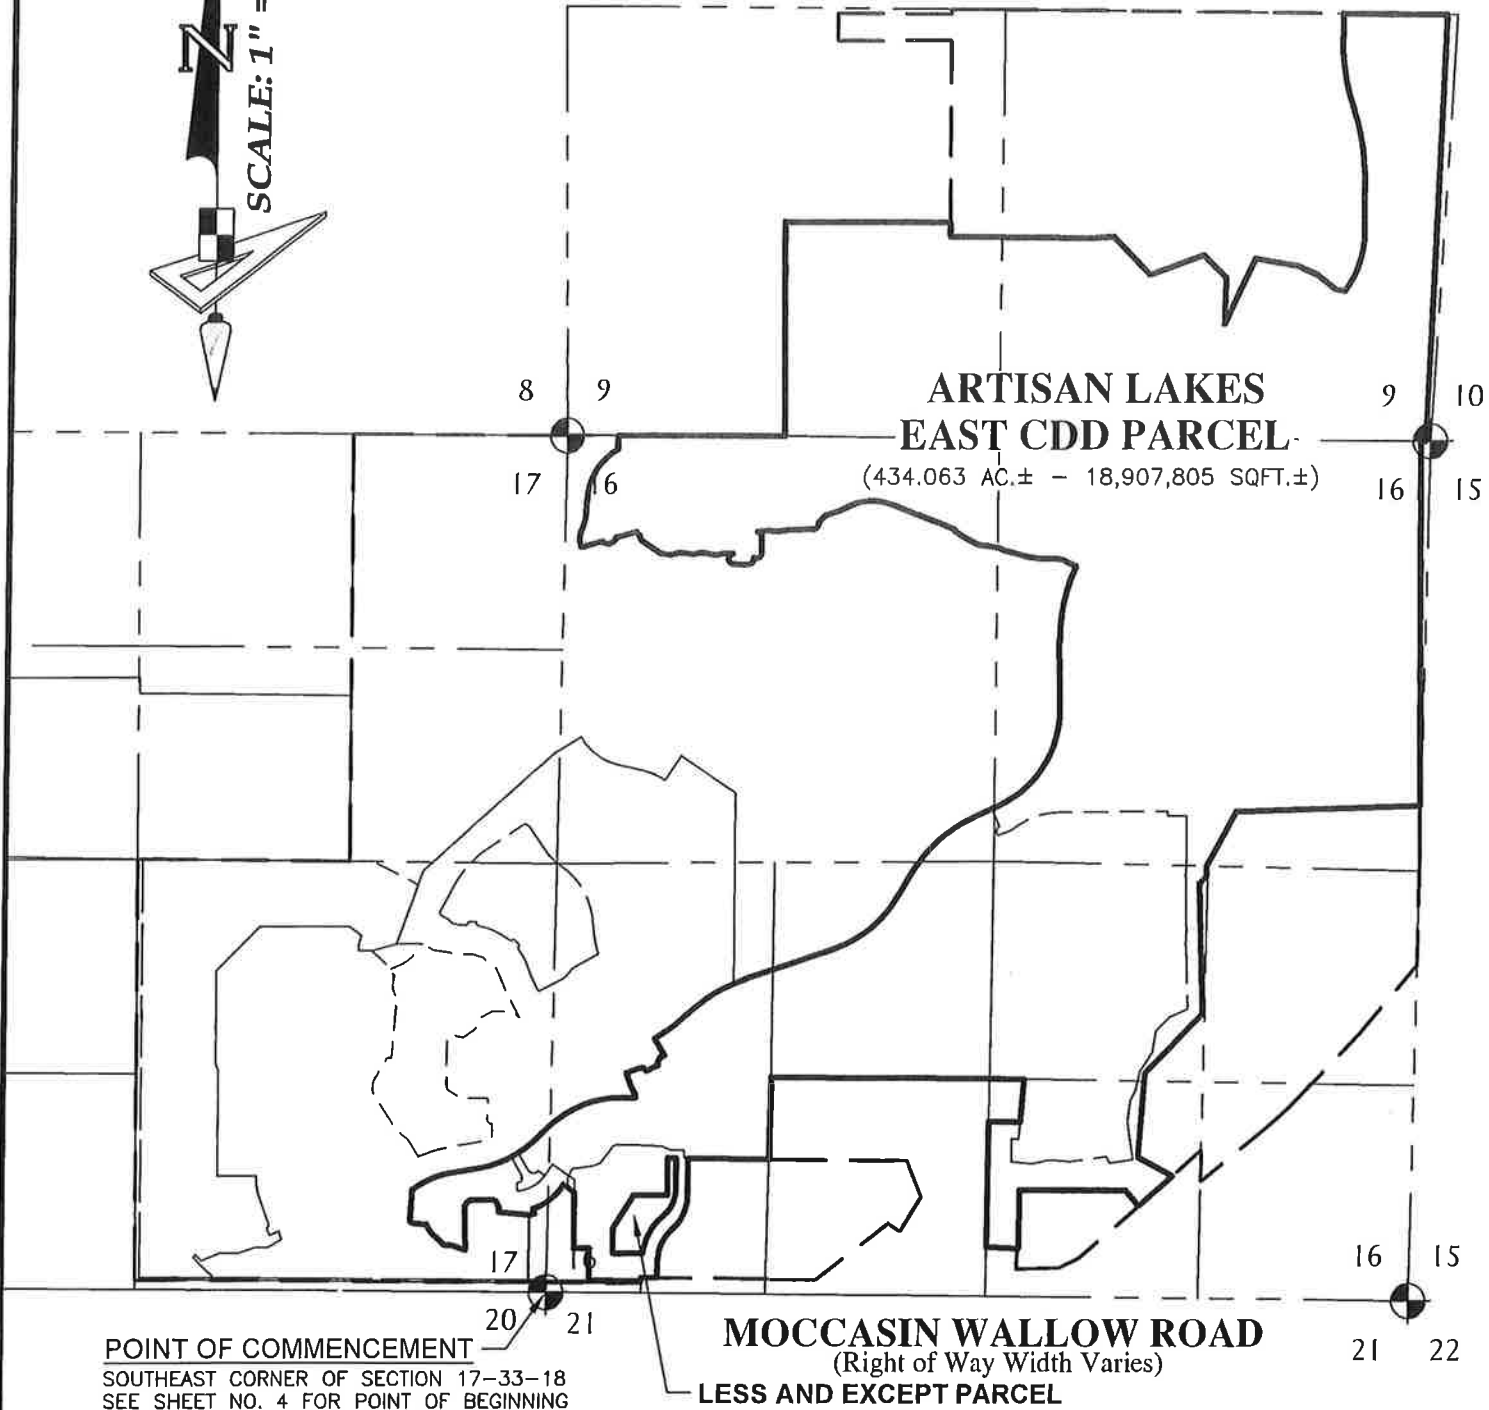 N
SCALE: 1" =
8 9
ARTISAN LAKES
EAST CDD PARCEL
(434.063 AC.± – 18,907,805 SQFT.±)
9 10
17 16
16 15
17
16 15
20 21
POINT OF COMMENCEMENT
SOUTHEAST CORNER OF SECTION 17-33-18
SEE SHEET NO. 4 FOR POINT OF BEGINNING
MOCCASIN WALLOW ROAD
(Right of Way Width Varies)
21 22
LESS AND EXCEPT PARCEL